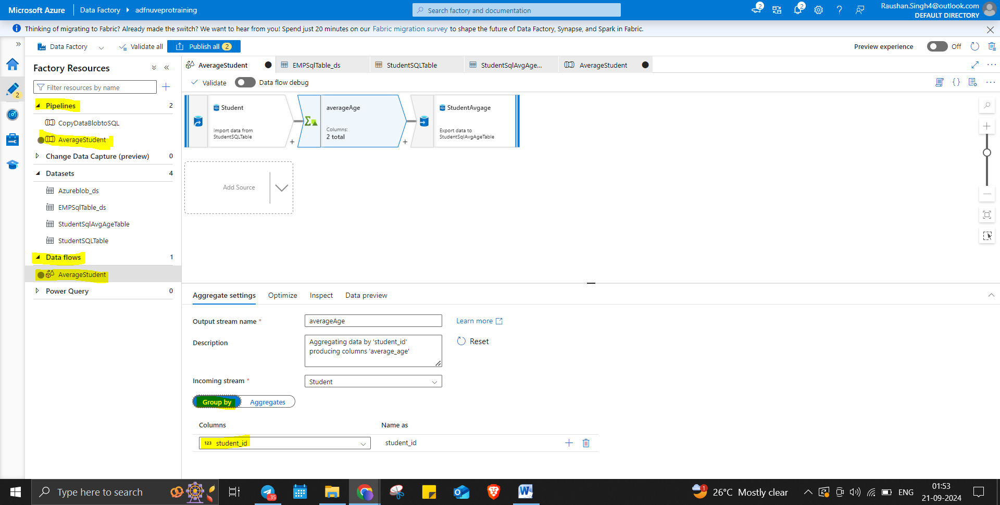 Microsoft Azure
Data Factory
adfnuveprotraining
Search factory and documentation
2
2
Raushan.Singh4@outlook.com
DEFAULT DIRECTORY
Thinking of migrating to Fabric? Already made the switch? We want to hear from you! Spend just 20 minutes on our Fabric migration survey to shape the future of Data Factory, Synapse, and Spark in Fabric.
Data Factory
Validate all
Publish all 2
Preview experience
Off
2
Factory Resources
Filter resources by name
Pipelines 2
CopyDataBlobtoSQL
AverageStudent
Change Data Capture (preview) 0
Datasets 4
Azureblob_ds
EMPSqlTable_ds
StudentSqlAvgAgeTable
StudentSQLTable
Data flows 1
AverageStudent
Power Query 0
AverageStudent
EMPSqlTable_ds
StudentSQLTable
StudentSqlAvgAge...
AverageStudent
Validate
Data flow debug
Student
Import data from
StudentSQLTable
+
averageAge
Columns:
2 total
+
StudentAvgage
Export data to
StudentSqlAvgAgeTable
Add Source
Aggregate settings
Optimize
Inspect
Data preview
Output stream name *
averageAge
Learn more
Description
Aggregating data by 'student_id'
producing columns 'average_age'
Reset
Incoming stream *
Student
Group by
Aggregates
Columns
Name as
123 student_id
student_id
Type here to search
35
1
26°C Mostly clear
ENG
01:53
21-09-2024